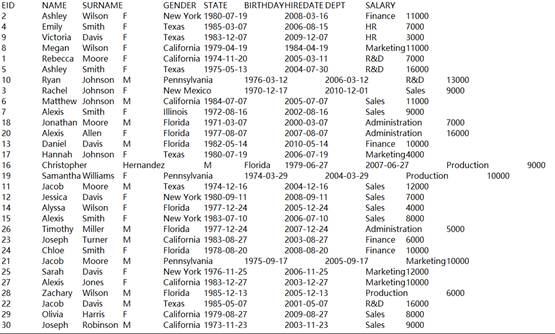 EID NAME SURNAME GENDER STATE BIRTHDAY HIREDATE DEPT SALARY
2 Ashley Wilson F New York 1980-07-19 2008-03-16 Finance 11000
4 Emily Smith F Texas 1985-03-07 2006-08-15 HR 7000
9 Victoria Davis F Texas 1983-12-07 2009-12-07 HR 3000
8 Megan Wilson F California 1979-04-19 1984-04-19 Marketing 11000
1 Rebecca Moore F California 1974-11-20 2005-03-11 R&D 7000
5 Ashley Smith F Texas 1975-05-13 2004-07-30 R&D 16000
10 Ryan Johnson M Pennsylvania 1976-03-12 2006-03-12 R&D 13000
3 Rachel Johnson F New Mexico 1970-12-17 2010-12-01 Sales 9000
6 Matthew Johnson M California 1984-07-07 2005-07-07 Sales 11000
7 Alexis Smith F Illinois 1972-08-16 2002-08-16 Sales 9000
18 Jonathan Moore M Florida 1971-03-07 2000-03-07 Administration 7000
20 Alexis Allen F Florida 1977-08-07 2007-08-07 Administration 16000
13 Daniel Davis M Florida 1982-05-14 2010-05-14 Finance 10000
17 Hannah Johnson F Texas 1980-07-19 2006-7-19 Marketing 4000
16 Christopher Hernandez M Florida 1979-06-27 2007-06-27 Production 9000
19 Samantha Williams F Pennsylvania 1974-03-29 2004-03-29 Production 10000
11 Jacob Moore M Texas 1974-12-16 2004-12-16 Sales 12000
12 Jessica Davis F New York 1980-09-11 2008-09-11 Sales 7000
14 Alyssa Wilson F Florida 1977-12-24 2005-12-24 Sales 4000
15 Alexis Smith F New York 1983-07-10 2006-07-10 Sales 8000
26 Timothy Miller M Florida 1977-12-24 2007-12-24 Administration 5000
23 Joseph Turner M California 1983-08-27 2003-08-27 Finance 6000
24 Chloe Smith F Florida 1978-08-20 2008-08-20 Finance 10000
21 Jacob Moore M Pennsylvania 1975-09-17 2005-09-17 Marketing 10000
25 Sarah Davis F New York 1976-11-25 2006-11-25 Marketing 12000
27 Alexis Jones F California 1983-12-27 2003-12-27 Marketing 10000
28 Zachary Wilson M Florida 1985-12-13 2005-12-13 Production 6000
22 Jacob Davis M Texas 1985-05-07 2001-05-07 R&D 16000
29 Olivia Harris F California 1979-08-27 2009-08-27 Sales 8000
30 Joseph Robinson M California 1973-11-23 2003-11-23 Sales 9000